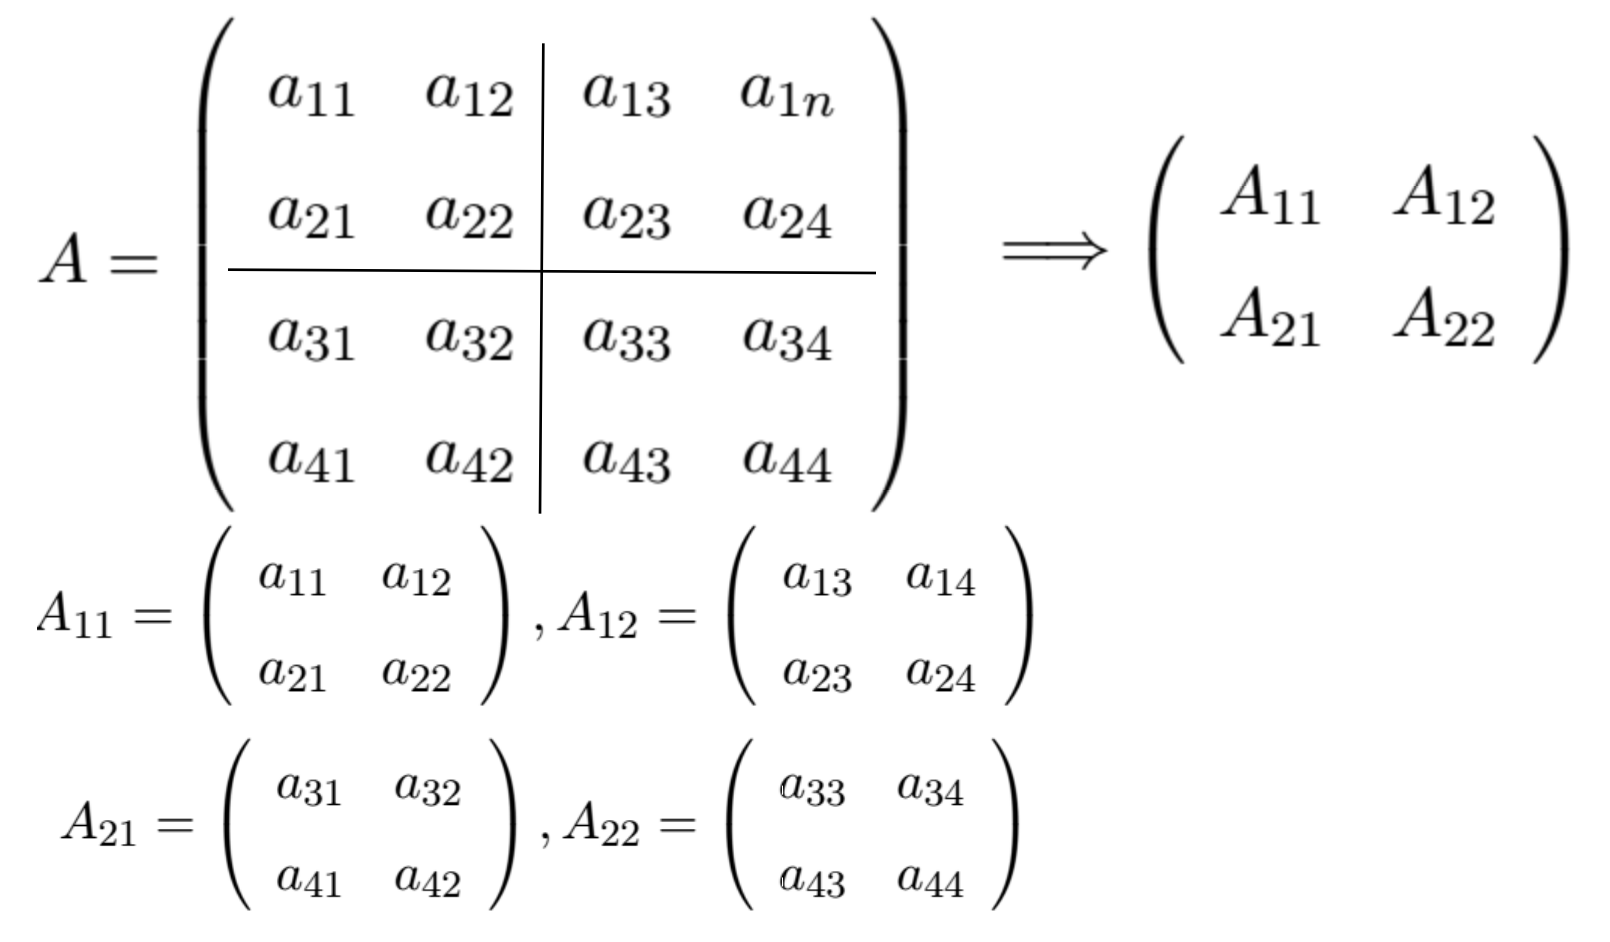 A = ( a11 a12 | a13 a1n
a21 a22 | a23 a24
a31 a32 | a33 a34
a41 a42 | a43 a44 ) ⟹ ( A11 A12
A21 A22 )
A11 = ( a11 a12
a21 a22 ) , A12 = ( a13 a14
a23 a24 )
A21 = ( a31 a32
a41 a42 ) , A22 = ( a33 a34
a43 a44 )